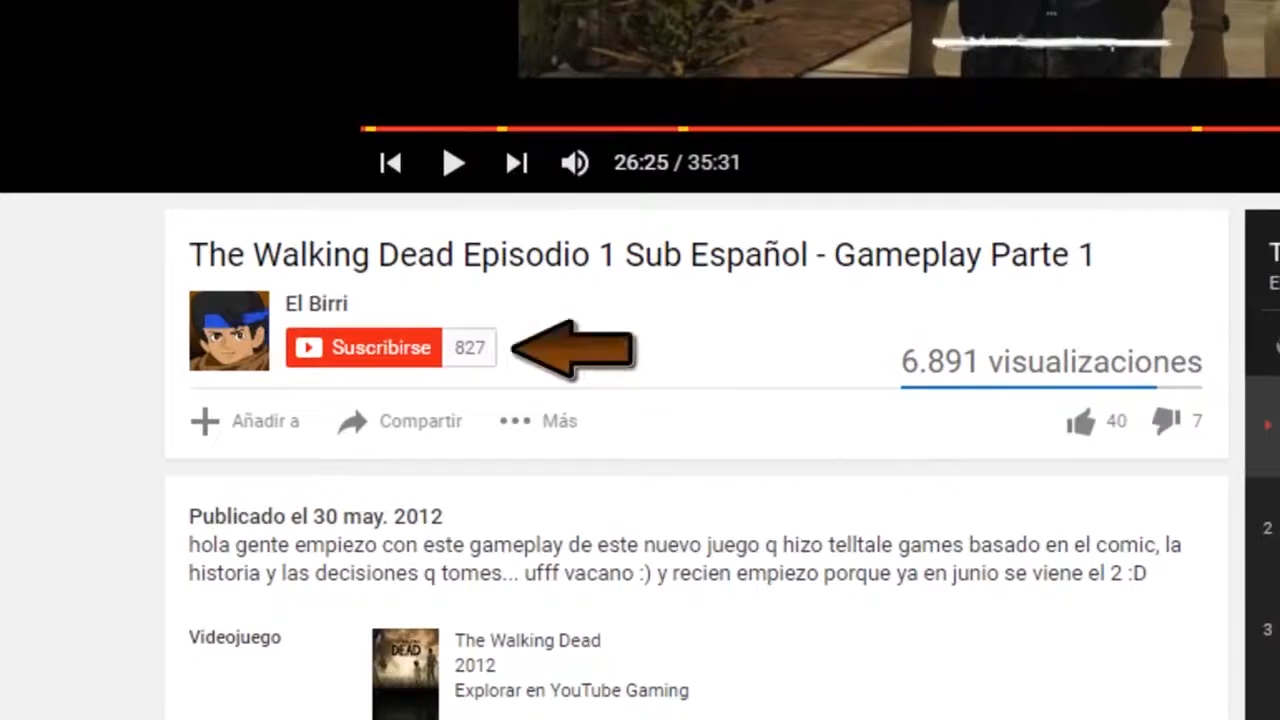 26:25 / 35:31
The Walking Dead Episodio 1 Sub Español - Gameplay Parte 1
El Birri
Suscribirse 827
6.891 visualizaciones
Añadir a Compartir Más 40 7
Publicado el 30 may. 2012
hola gente empiezo con este gameplay de este nuevo juego q hizo telltale games basado en el comic, la
historia y las decisiones q tomes... ufff vacano :) y recien empiezo porque ya en junio se viene el 2 :D
Videojuego
DEAD
The Walking Dead
2012
Explorar en YouTube Gaming
T
E
2
3